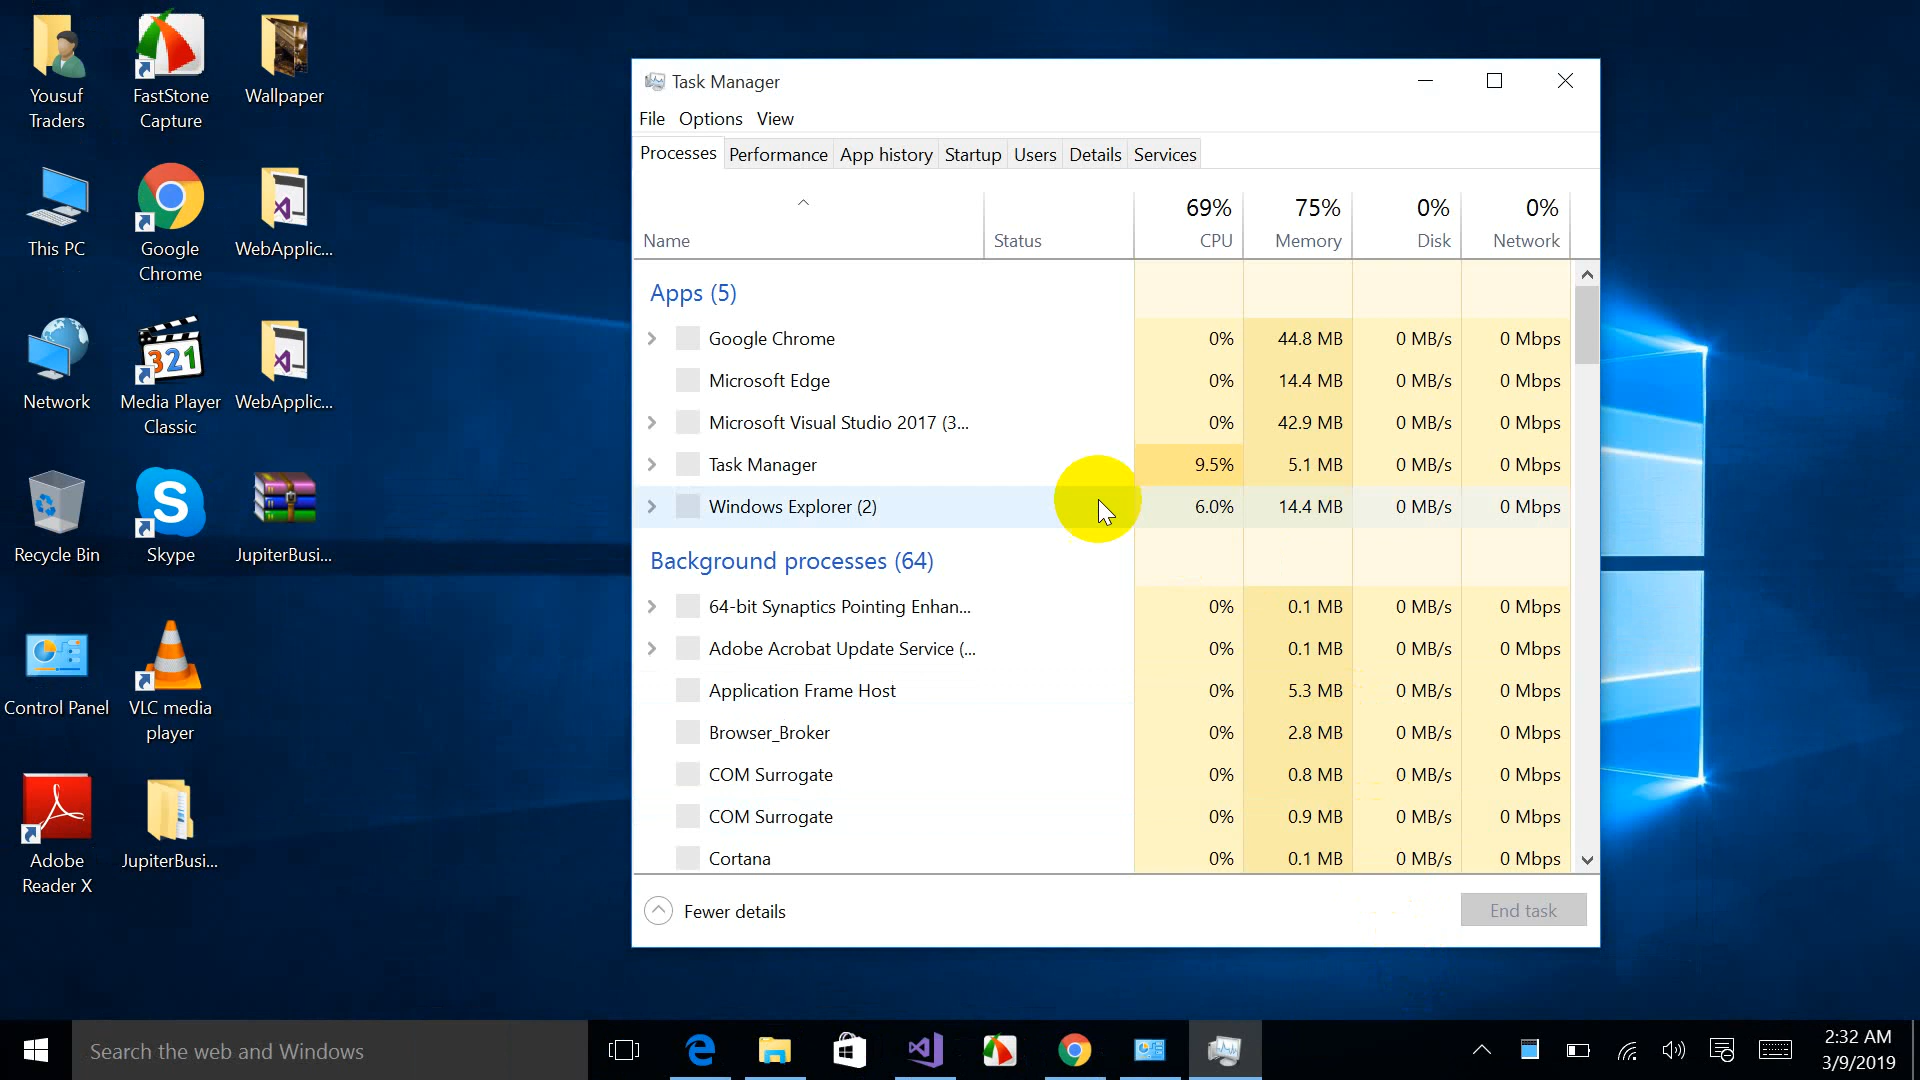 Yousuf
Traders
FastStone
Capture
Wallpaper
This PC
Google
Chrome
WebApplic...
Network
Media Player
Classic
WebApplic...
Recycle Bin
Skype
JupiterBusi...
Control Panel
VLC media
player
Adobe
Reader X
JupiterBusi...
321
Task Manager
File Options View
Processes Performance App history Startup Users Details Services
69% 75% 0% 0%
Name Status CPU Memory Disk Network
Apps (5)
Google Chrome 0% 44.8 MB 0 MB/s 0 Mbps
Microsoft Edge 0% 14.4 MB 0 MB/s 0 Mbps
Microsoft Visual Studio 2017 (3... 0% 42.9 MB 0 MB/s 0 Mbps
Task Manager 9.5% 5.1 MB 0 MB/s 0 Mbps
Windows Explorer (2) 6.0% 14.4 MB 0 MB/s 0 Mbps
Background processes (64)
64-bit Synaptics Pointing Enhan... 0% 0.1 MB 0 MB/s 0 Mbps
Adobe Acrobat Update Service (... 0% 0.1 MB 0 MB/s 0 Mbps
Application Frame Host 0% 5.3 MB 0 MB/s 0 Mbps
Browser_Broker 0% 2.8 MB 0 MB/s 0 Mbps
COM Surrogate 0% 0.8 MB 0 MB/s 0 Mbps
COM Surrogate 0% 0.9 MB 0 MB/s 0 Mbps
Cortana 0% 0.1 MB 0 MB/s 0 Mbps
Fewer details
End task
Search the web and Windows
2:32 AM
3/9/2019